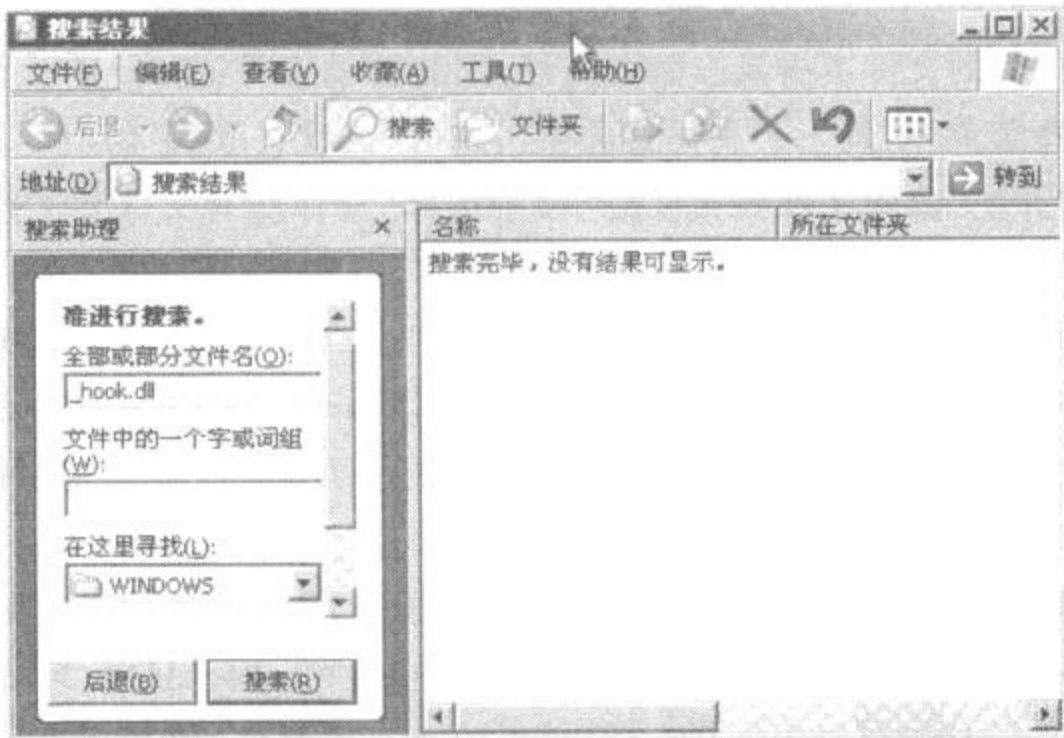 搜索结果
文件(F) 编辑(E) 查看(V) 收藏(A) 工具(T) 帮助(H)
后退 搜索 文件夹
地址(D) 搜索结果 转到
搜索助理 名称 所在文件夹
搜索完毕，没有结果可显示。
准进行搜索。
全部或部分文件名(O):
_hook.dll
文件中的一个字或词组
(W):
在这里寻找(L):
WINDOWS
后退(B) 搜索(R)